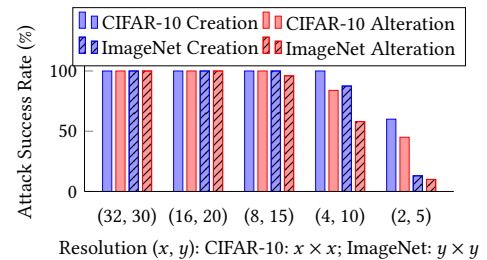 CIFAR-10 Creation CIFAR-10 Alteration
ImageNet Creation ImageNet Alteration
Attack Success Rate (%)
100
50
0
(32, 30) (16, 20) (8, 15) (4, 10) (2, 5)
Resolution (x, y): CIFAR-10: x × x; ImageNet: y × y